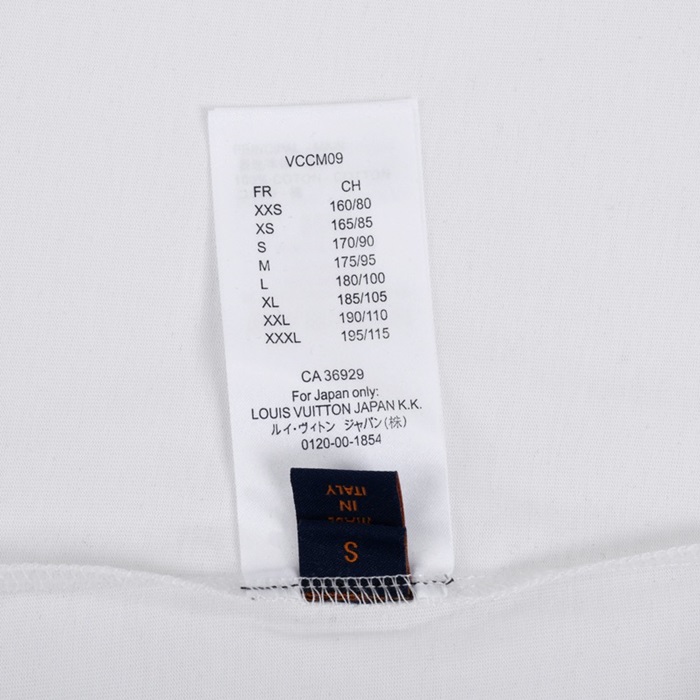 VCCM09
FR CH
XXS 160/80
XS 165/85
S 170/90
M 175/95
L 180/100
XL 185/105
XXL 190/110
XXXL 195/115
CA 36929
For Japan only:
LOUIS VUITTON JAPAN K.K.
ルイ・ヴィトン ジャパン(株)
0120-00-1854
ITALY
IN
S